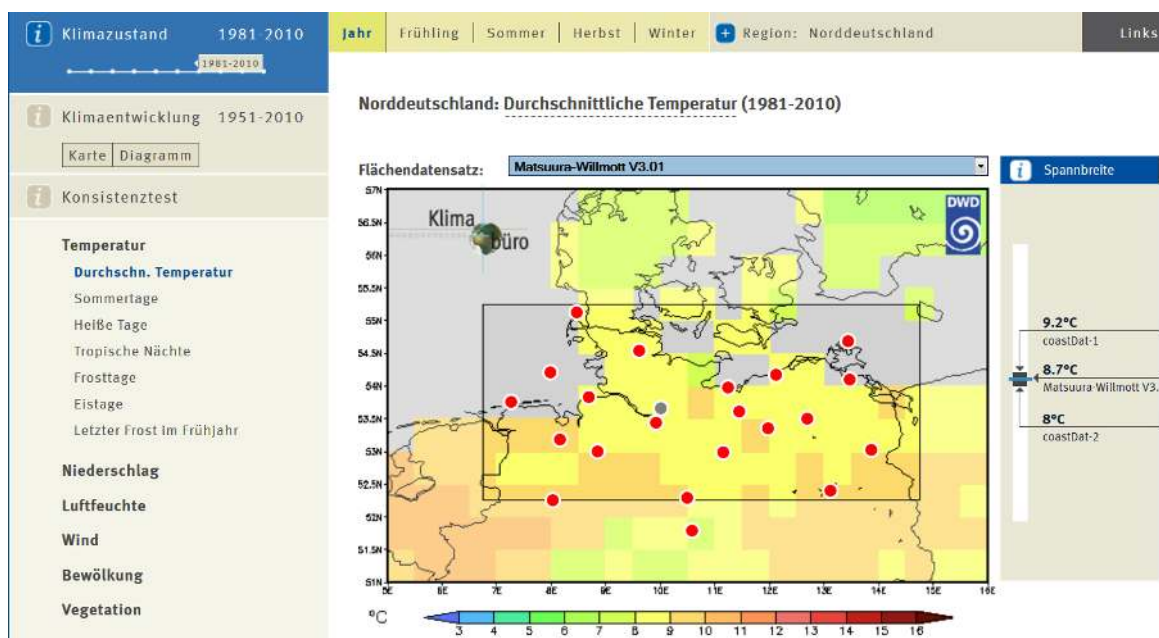 Klimazustand 1981-2010
1981-2010
Klimaentwicklung 1951-2010
Karte Diagramm
Konsistenztest
Temperatur
Durchschn. Temperatur
Sommertage
Heiße Tage
Tropische Nächte
Frosttage
Eistage
Letzter Frost im Frühjahr
Niederschlag
Luftfeuchte
Wind
Bewölkung
Vegetation
Jahr Frühling Sommer Herbst Winter Region: Norddeutschland Links
Norddeutschland: Durchschnittliche Temperatur (1981-2010)
Flächendatensatz: Matsuura-Willmott V3.01
Klima
büro
DWD
57N
56.5N
56N
55.5N
55N
54.5N
54N
53.5N
53N
52.5N
52N
51.5N
51N
5E 6E 7E 8E 9E 10E 11E 12E 13E 14E 15E 16E
°C 3 4 5 6 7 8 9 10 11 12 13 14 15 16
Spannbreite
9.2°C
coastDat-1
8.7°C
Matsuura-Willmott V3.
8°C
coastDat-2